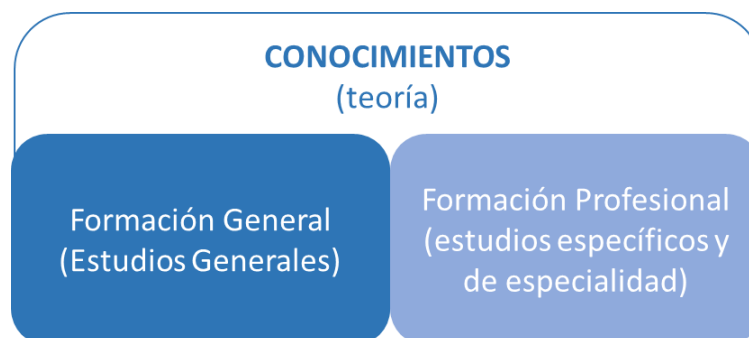 CONOCIMIENTOS
(teoría)
Formación General
(Estudios Generales)
Formación Profesional
(estudios específicos y
de especialidad)